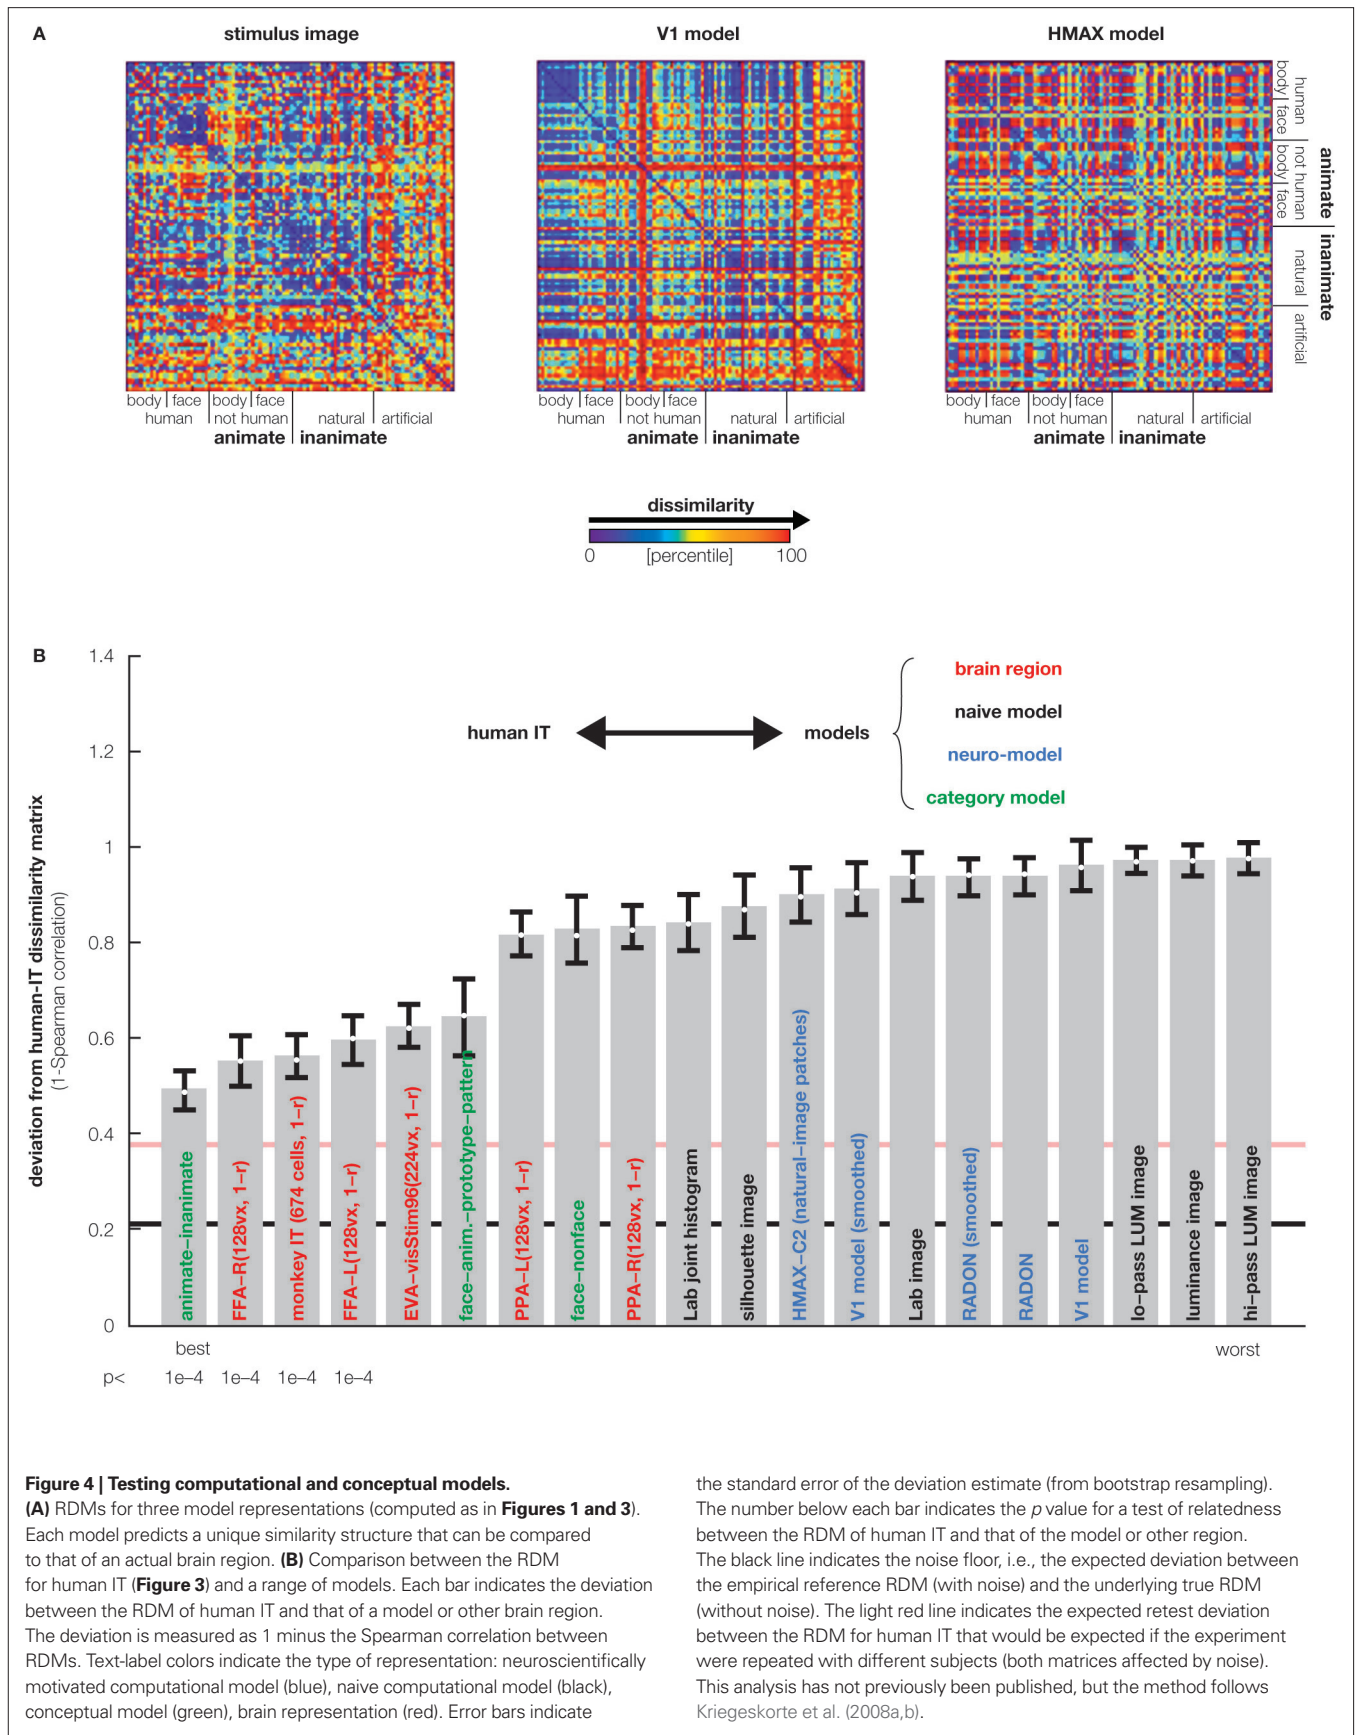 A
stimulus image
V1 model
HMAX model
body | face
human
body | face
not human
natural
artificial
animate
inanimate
body | face
human
body | face
not human
natural
artificial
animate
inanimate
body | face
human
body | face
not human
natural
artificial
animate
inanimate
human
body | face
not human
body | face
animate
natural
artificial
inanimate
dissimilarity
0
[percentile]
100
B
deviation from human-IT dissimilarity matrix
(1-Spearman correlation)
1.4
1.2
1
0.8
0.6
0.4
0.2
0
human IT
models
brain region
naive model
neuro-model
category model
animate–inanimate
FFA–R(128vx, 1–r)
monkey IT (674 cells, 1–r)
FFA–L(128vx, 1–r)
EVA–visStim96(224vx, 1–r)
face–anim.–prototype–pattern
PPA–L(128vx, 1–r)
face–nonface
PPA–R(128vx, 1–r)
Lab joint histogram
silhouette image
HMAX–C2 (natural–image patches)
V1 model (smoothed)
Lab image
RADON (smoothed)
RADON
V1 model
lo–pass LUM image
luminance image
hi–pass LUM image
best
worst
p<
1e–4
1e–4
1e–4
1e–4
Figure 4 | Testing computational and conceptual models.
(A) RDMs for three model representations (computed as in Figures 1 and 3).
Each model predicts a unique similarity structure that can be compared
to that of an actual brain region. (B) Comparison between the RDM
for human IT (Figure 3) and a range of models. Each bar indicates the deviation
between the RDM of human IT and that of a model or other brain region.
The deviation is measured as 1 minus the Spearman correlation between
RDMs. Text-label colors indicate the type of representation: neuroscientifically
motivated computational model (blue), naive computational model (black),
conceptual model (green), brain representation (red). Error bars indicate
the standard error of the deviation estimate (from bootstrap resampling).
The number below each bar indicates the p value for a test of relatedness
between the RDM of human IT and that of the model or other region.
The black line indicates the noise floor, i.e., the expected deviation between
the empirical reference RDM (with noise) and the underlying true RDM
(without noise). The light red line indicates the expected retest deviation
between the RDM for human IT that would be expected if the experiment
were repeated with different subjects (both matrices affected by noise).
This analysis has not previously been published, but the method follows
Kriegeskorte et al. (2008a,b).